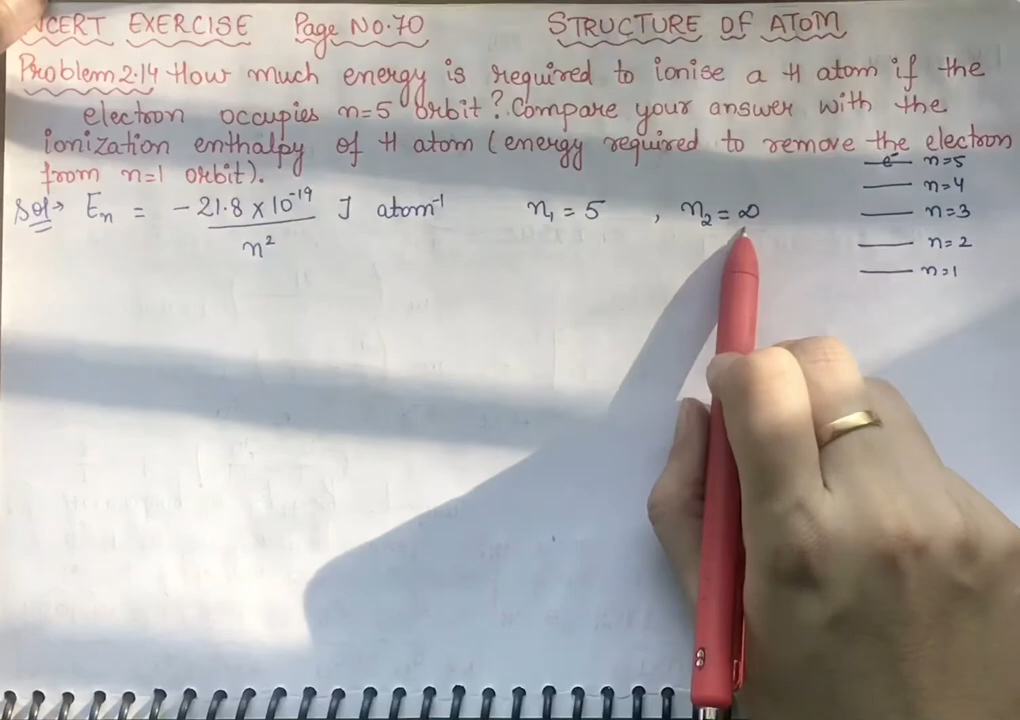 NCERT EXERCISE Page No.70 STRUCTURE OF ATOM
Problem 2.14 How much energy is required to ionise a H atom if the
electron occupies n=5 orbit? Compare your answer with the
ionization enthalpy of H atom (energy required to remove the electron
from n=1 orbit).
e⁻ n=5
n=4
n=3
n=2
n=1
Sol→ Eₙ = -21.8 × 10⁻¹⁹ / n² J atom⁻¹ n₁ = 5 , n₂ = ∞